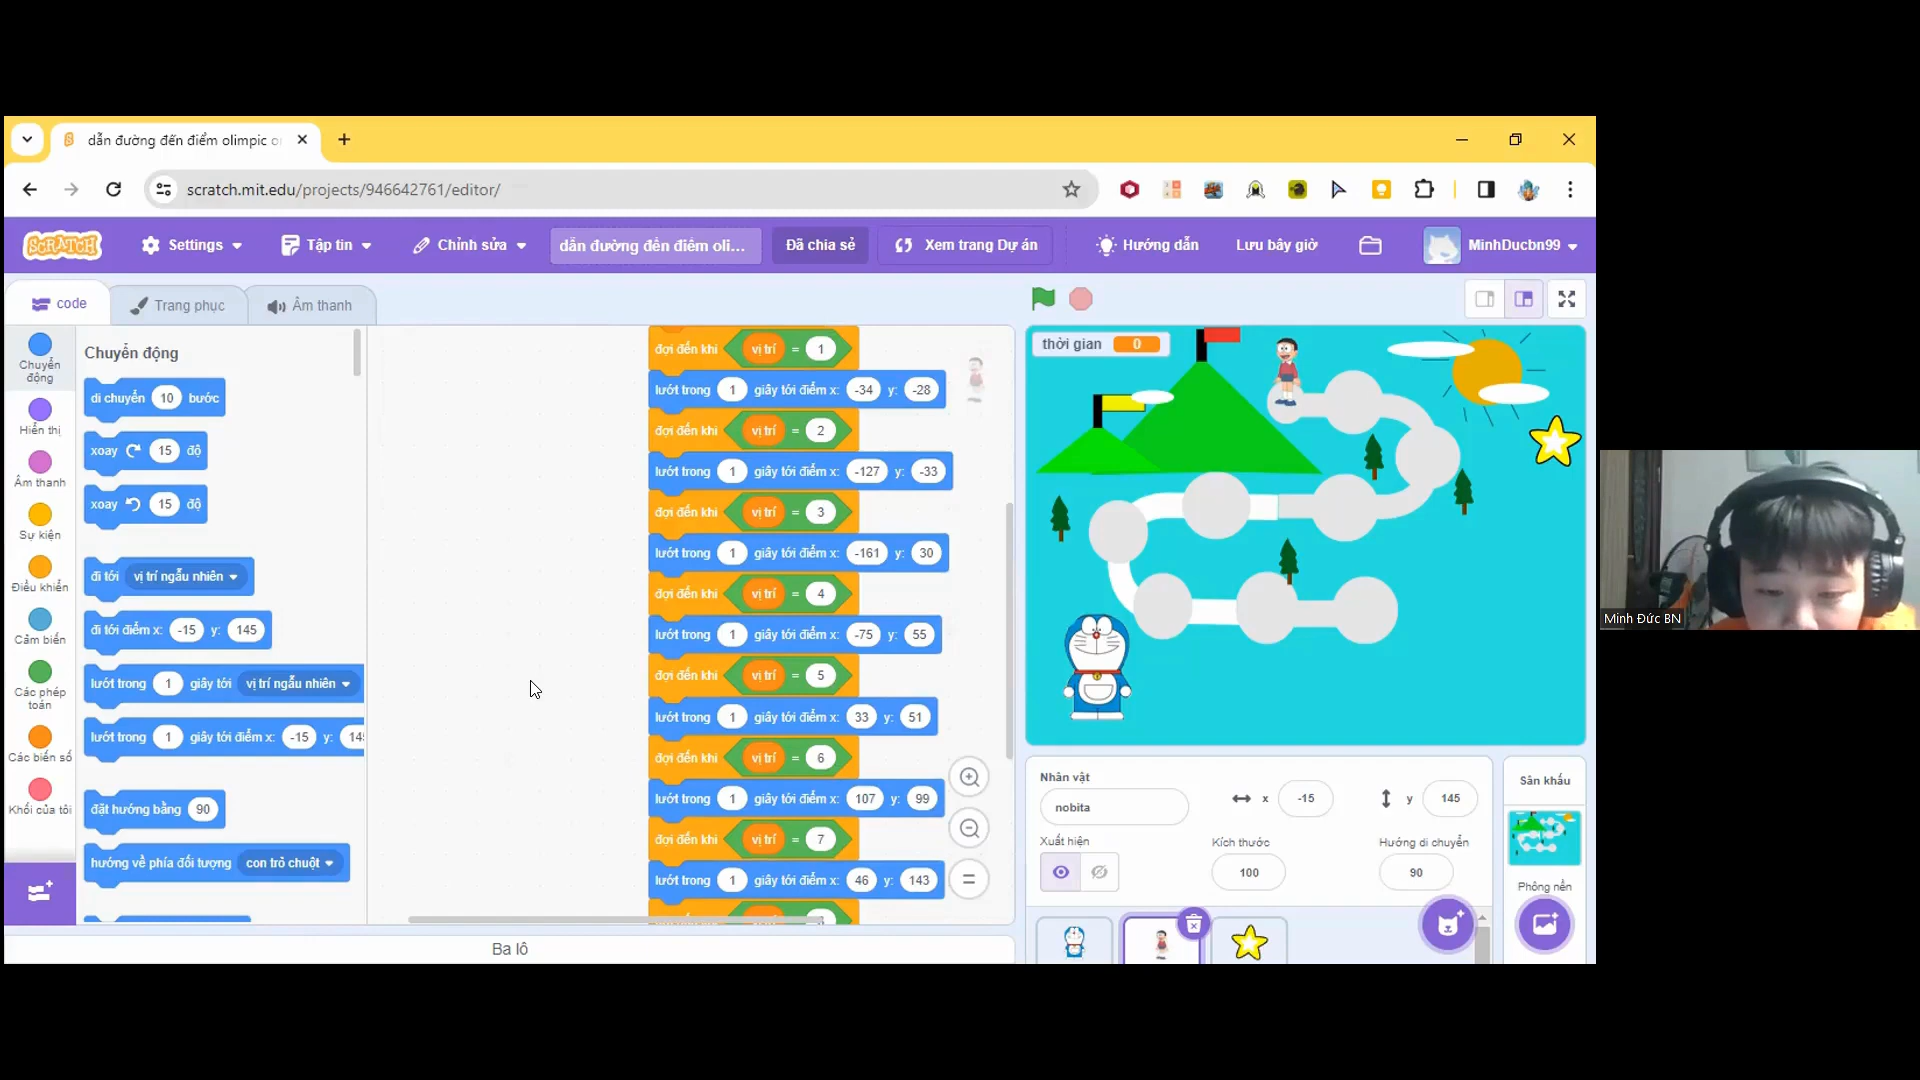 dẫn đường đến điểm olimpic o
scratch.mit.edu/projects/946642761/editor/
SCRATCH
Settings
Tập tin
Chỉnh sửa
dẫn đường đến điểm oli...
Đã chia sẻ
Xem trang Dự án
Hướng dẫn
Lưu bây giờ
MinhDucbn99
code
Trang phục
Âm thanh
Chuyển động
Hiển thị
Âm thanh
Sự kiện
Điều khiển
Cảm biến
Các phép toán
Các biến số
Khối của tôi
Chuyển động
di chuyển 10 bước
xoay 15 độ
xoay 15 độ
đi tới vị trí ngẫu nhiên
đi tới điểm x: -15 y: 145
lướt trong 1 giây tới vị trí ngẫu nhiên
lướt trong 1 giây tới điểm x: -15 y: 145
đặt hướng bằng 90
hướng về phía đối tượng con trỏ chuột
đợi đến khi vị trí = 1
lướt trong 1 giây tới điểm x: -34 y: -28
đợi đến khi vị trí = 2
lướt trong 1 giây tới điểm x: -127 y: -33
đợi đến khi vị trí = 3
lướt trong 1 giây tới điểm x: -161 y: 30
đợi đến khi vị trí = 4
lướt trong 1 giây tới điểm x: -75 y: 55
đợi đến khi vị trí = 5
lướt trong 1 giây tới điểm x: 33 y: 51
đợi đến khi vị trí = 6
lướt trong 1 giây tới điểm x: 107 y: 99
đợi đến khi vị trí = 7
lướt trong 1 giây tới điểm x: 46 y: 143
Ba lô
thời gian 0
Nhân vật
nobita
x -15
y 145
Xuất hiện
Kích thước
100
Hướng di chuyển
90
Sân khấu
Phông nền
Minh Đức BN